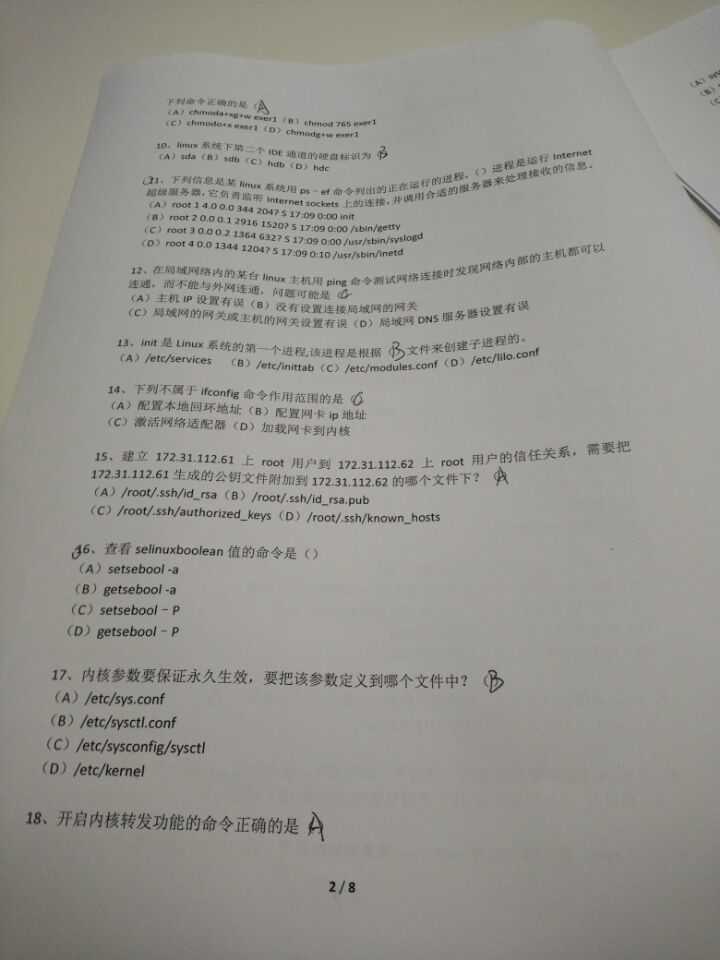 下列命令正确的是（A
（A）chmoda+xg+w exer1（B）chmod 765 exer1
（C）chmodo+x exer1（D）chmodg+w exer1
10、linux 系统下第二个 IDE 通道的硬盘标识为 B
（A）sda（B）sdb（C）hdb（D）hdc
11、下列信息是某 linux 系统用 ps – ef 命令列出的正在运行的进程，（）进程是运行 Internet
超级服务器，它负责监听 Internet sockets 上的连接，并调用合适的服务器来处理接收的信息。
（A）root 1 4.0 0.0 344 204? S 17:09 0:00 init
（B）root 2 0.0 0.1 2916 1520? S 17:09 0:00 /sbin/getty
（C）root 3 0.0 0.2 1364 632? S 17:09 0:00 /usr/sbin/syslogd
（D）root 4 0.0 1344 1204? S 17:09 0:10 /usr/sbin/inetd
12、在局域网络内的某台 linux 主机用 ping 命令测试网络连接时发现网络内部的主机都可以
连通，而不能与外网连通，问题可能是 C
（A）主机 IP 设置有误（B）没有设置连接局域网的网关
（C）局域网的网关或主机的网关设置有误（D）局域网 DNS 服务器设置有误
13、init 是 Linux 系统的第一个进程,该进程是根据（B 文件来创建子进程的。
（A）/etc/services （B）/etc/inittab（C）/etc/modules.conf（D）/etc/lilo.conf
14、下列不属于 ifconfig 命令作用范围的是 C
（A）配置本地回环地址（B）配置网卡 ip 地址
（C）激活网络适配器（D）加载网卡到内核
15、建立 172.31.112.61 上 root 用户到 172.31.112.62 上 root 用户的信任关系，需要把
172.31.112.61 生成的公钥文件附加到 172.31.112.62 的哪个文件下？ A
（A）/root/.ssh/id_rsa（B）/root/.ssh/id_rsa.pub
（C）/root/.ssh/authorized_keys（D）/root/.ssh/known_hosts
16、查看 selinuxboolean 值的命令是（）
（A）setsebool -a
（B）getsebool -a
（C）setsebool – P
（D）getsebool – P
17、内核参数要保证永久生效，要把该参数定义到哪个文件中？（B
（A）/etc/sys.conf
（B）/etc/sysctl.conf
（C）/etc/sysconfig/sysctl
（D）/etc/kernel
18、开启内核转发功能的命令正确的是 A
2 / 8